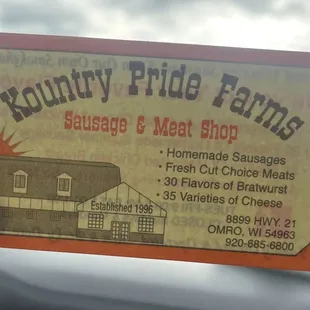 Kountry Pride Farms
Sausage & Meat Shop
• Homemade Sausages
• Fresh Cut Choice Meats
• 30 Flavors of Bratwurst
• 35 Varieties of Cheese
Established 1996
8899 HWY. 21
OMRO, WI 54963
920-685-6800